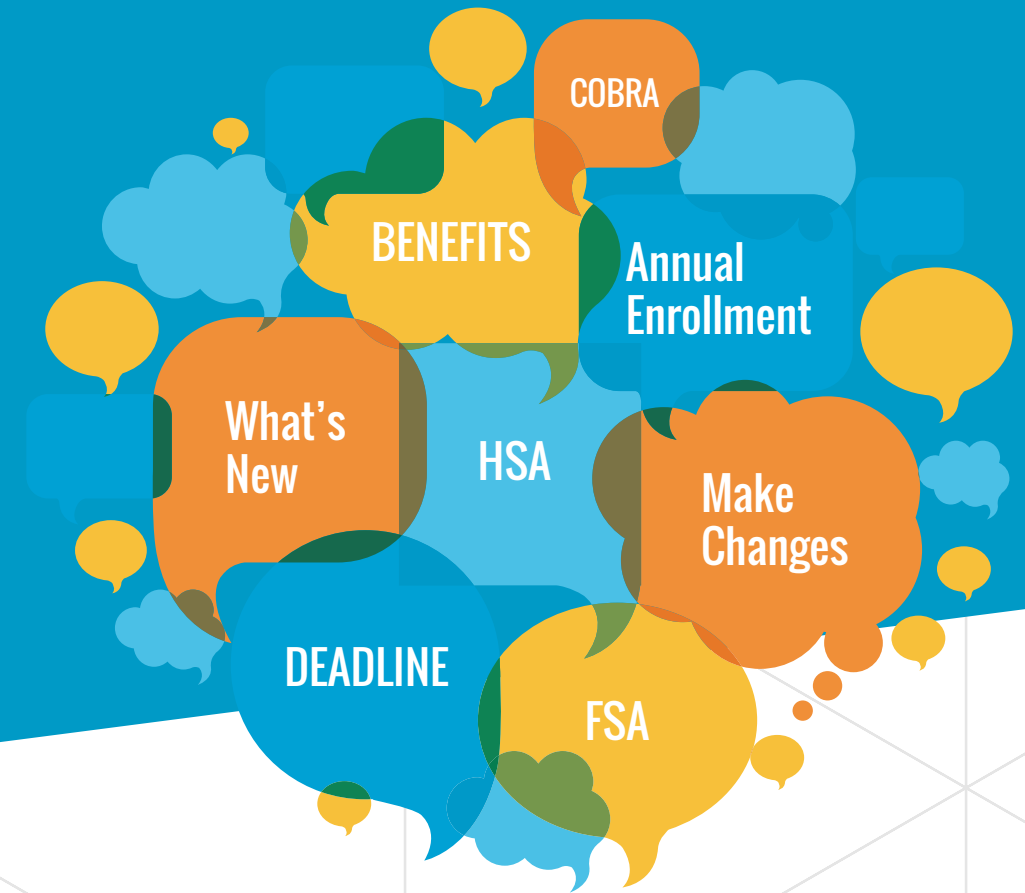 COBRA
BENEFITS
Annual
Enrollment
What's
New
HSA
Make
Changes
DEADLINE
FSA